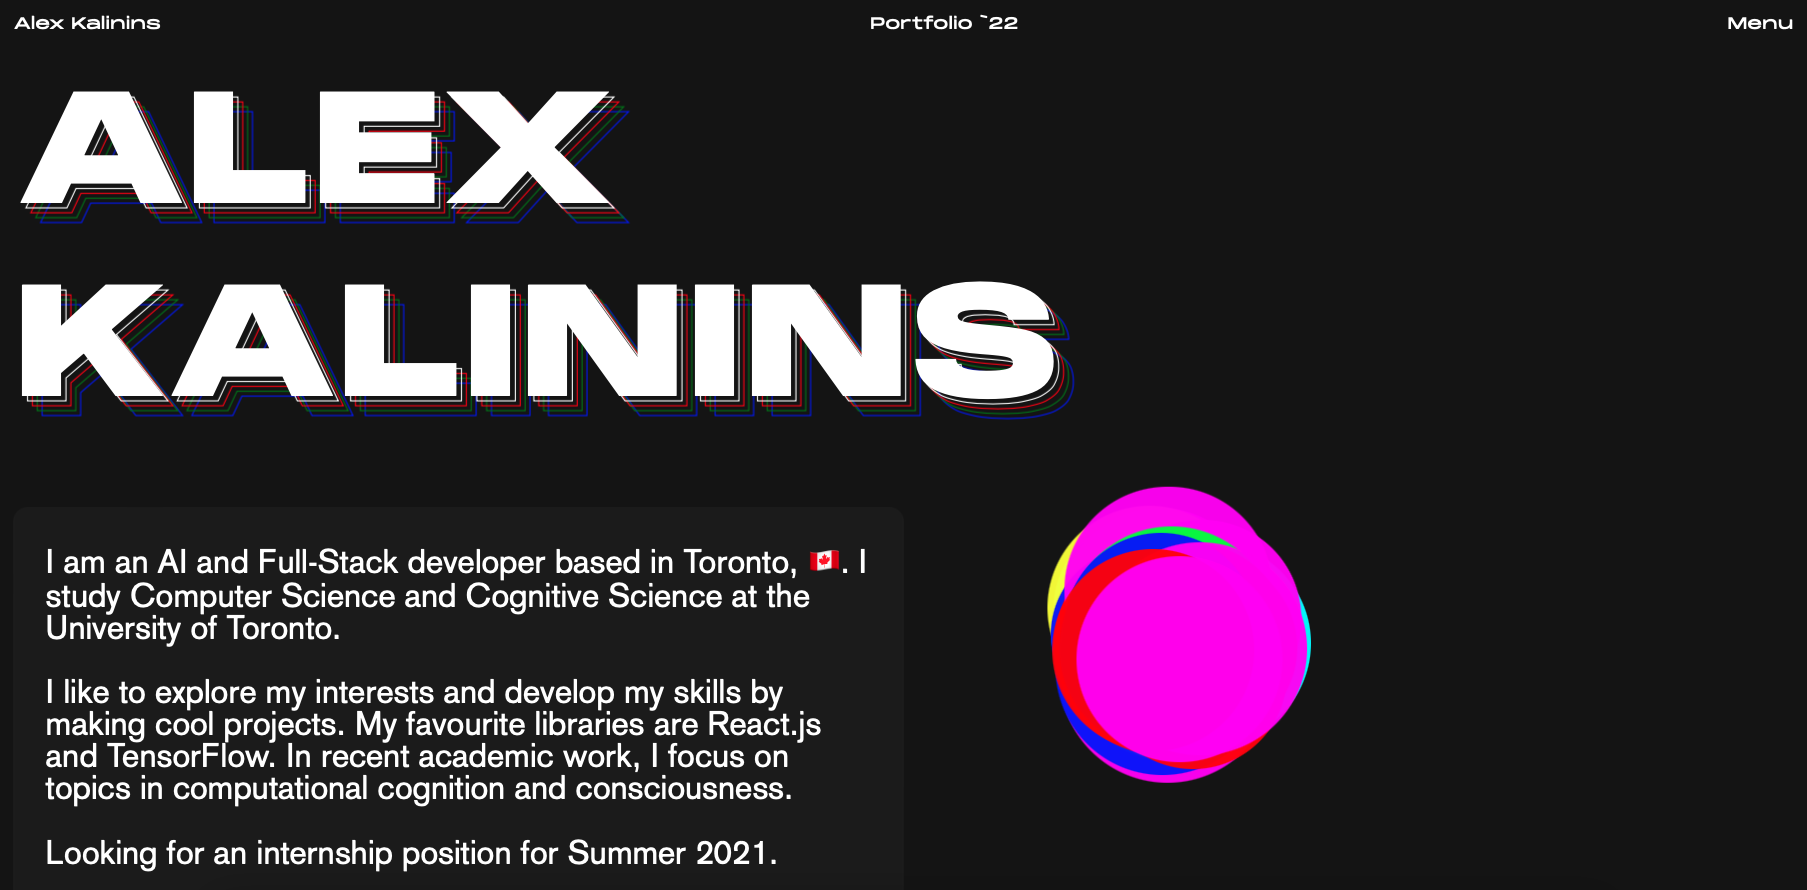 Alex Kalinins
Portfolio `22
Menu
ALEX
KALININS
I am an AI and Full-Stack developer based in Toronto, 🇨🇦. I
study Computer Science and Cognitive Science at the
University of Toronto.
I like to explore my interests and develop my skills by
making cool projects. My favourite libraries are React.js
and TensorFlow. In recent academic work, I focus on
topics in computational cognition and consciousness.
Looking for an internship position for Summer 2021.